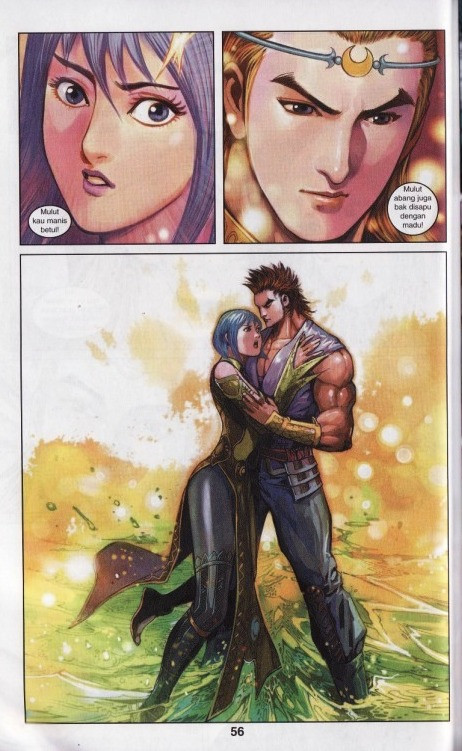 Mulut
kau manis
betul!
Mulut
abang juga
bak disapu
dengan
madu!
56